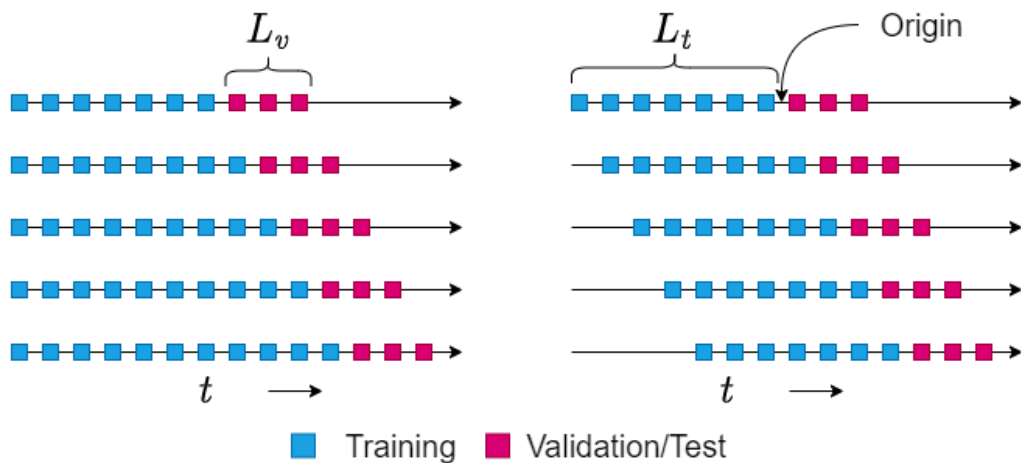 L_v
L_t
Origin
t
t
Training
Validation/Test